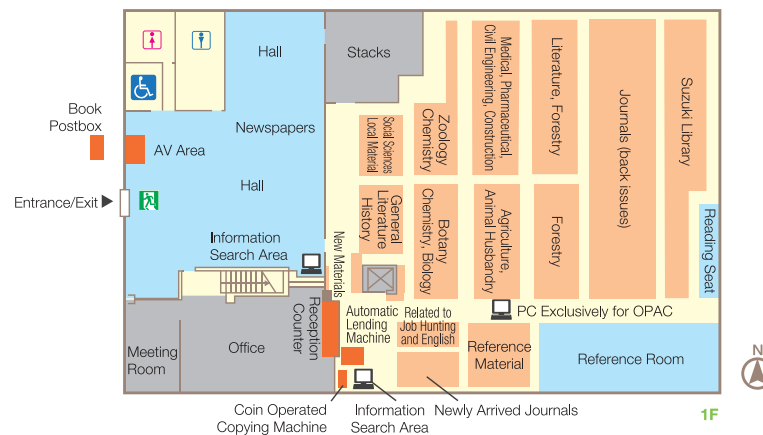 Hall
Stacks
Book
Postbox
Newspapers
AV Area
Hall
Entrance/Exit
Information
Search Area
Social Sciences
Local Material
Zoology
Chemistry
Medical, Pharmaceutical,
Civil Engineering, Construction
Literature, Forestry
Journals (back issues)
Suzuki Library
General
Literature
History
Botany
Chemistry, Biology
Agriculture,
Animal Husbandry
Forestry
Reading Seat
New Materials
PC Exclusively for OPAC
Reception
Counter
Automatic
Lending
Machine
Related to
Job Hunting
and English
Reference
Material
Reference Room
Meeting
Room
Office
Coin Operated
Copying Machine
Information
Search Area
Newly Arrived Journals
N
1F